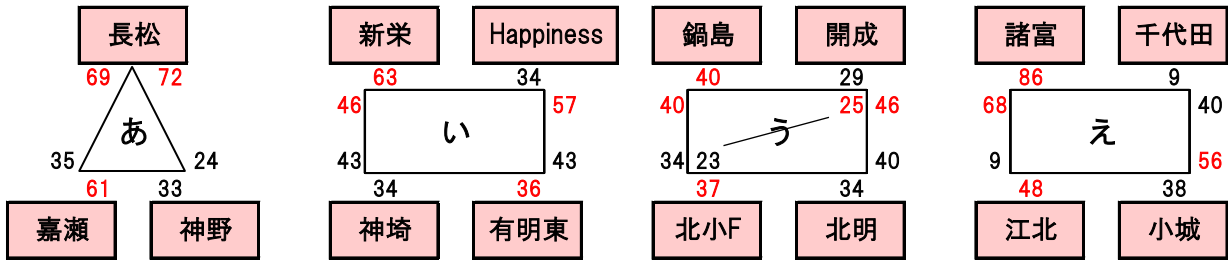 長松 新栄 Happiness 鍋島 開成 諸富 千代田
69 72 63 34 40 29 86 9
46 57 40 25 46 68 40
あ い う え
35 24 43 43 34 23 40 9 56
61 33 34 36 37 34 48 38
嘉瀬 神野 神埼 有明東 北小F 北明 江北 小城